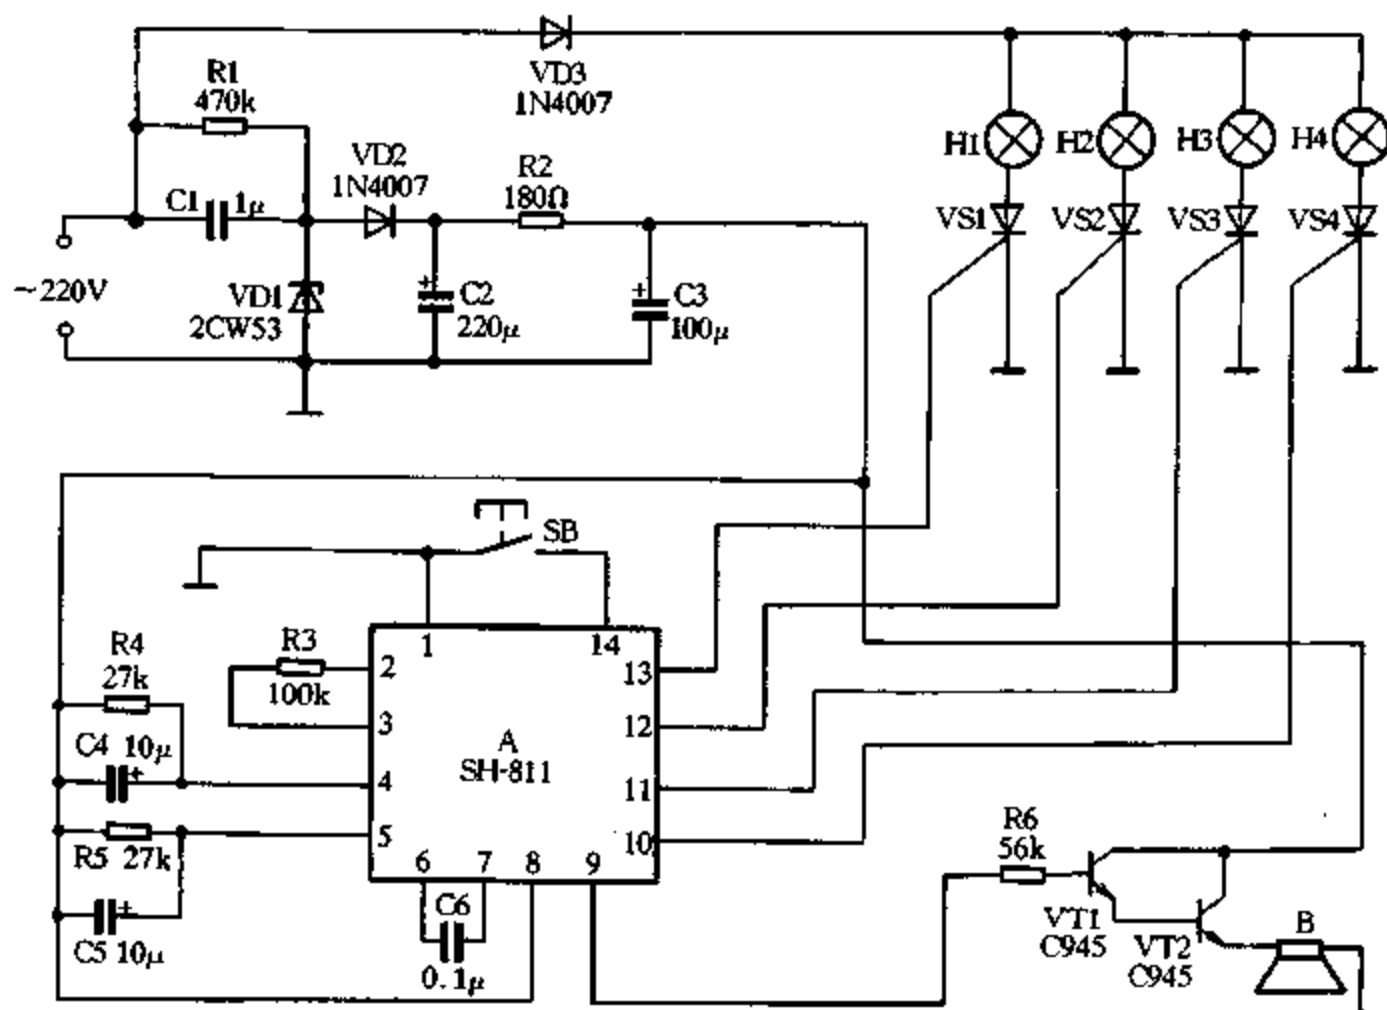 VD3
1N4007
R1
470k
H1
H2
H3
H4
VD2
1N4007
R2
180Ω
C1
1μ
VS1
VS2
VS3
VS4
~220V
VD1
2CW53
C2
220μ
C3
100μ
SB
R4
27k
R3
100k
1
14
2
13
3
12
C4 10μ
A
SH-811
4
11
5
10
R5 27k
6
7
8
9
R6
56k
C5 10μ
C6
0.1μ
VT1
C945
VT2
C945
B